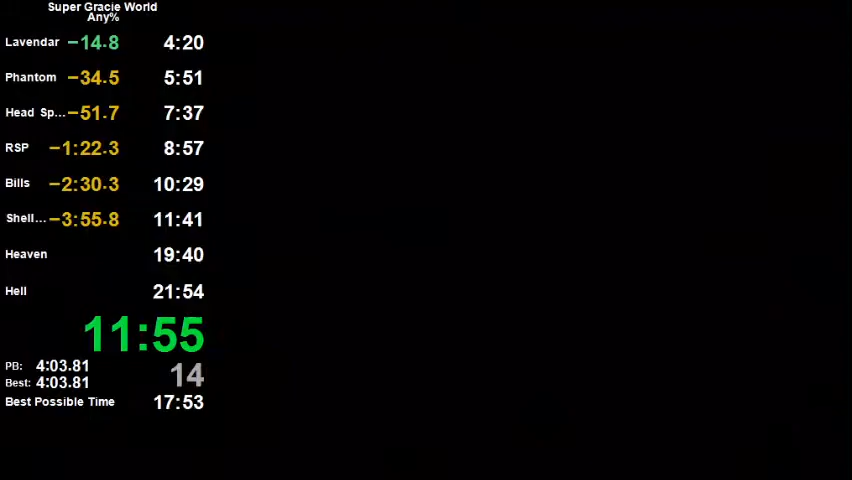 Super Gracie World
Any%
Lavendar −14.8 4:20
Phantom −34.5 5:51
Head Sp... −51.7 7:37
RSP −1:22.3 8:57
Bills −2:30.3 10:29
Shell... −3:55.8 11:41
Heaven 19:40
Hell 21:54
11:55
PB: 4:03.81 14
Best: 4:03.81
Best Possible Time 17:53